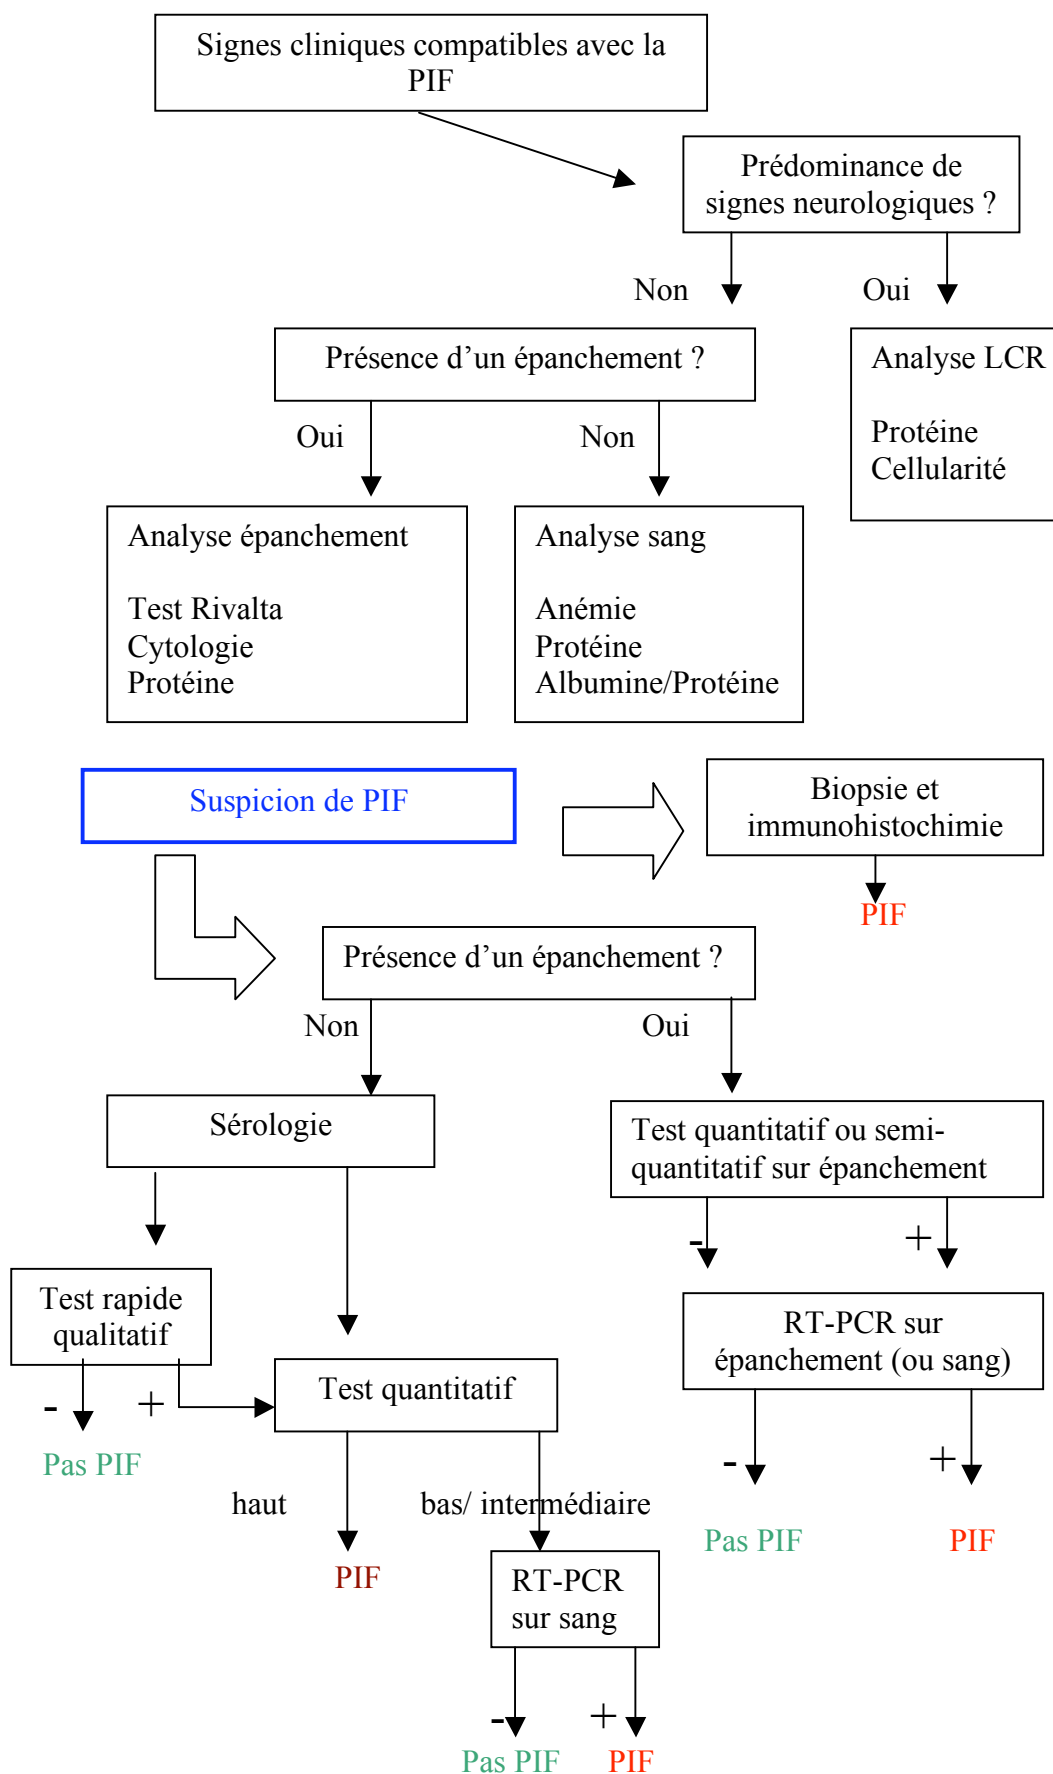 Signes cliniques compatibles avec la
PIF
Prédominance de
signes neurologiques ?
Non
Oui
Présence d’un épanchement ?
Analyse LCR
Protéine
Cellularité
Oui
Non
Analyse épanchement
Test Rivalta
Cytologie
Protéine
Analyse sang
Anémie
Protéine
Albumine/Protéine
Suspicion de PIF
Biopsie et
immunohistochimie
PIF
Présence d’un épanchement ?
Non
Oui
Sérologie
Test quantitatif ou semi-
quantitatif sur épanchement
-
+
Test rapide
qualitatif
RT-PCR sur
épanchement (ou sang)
Test quantitatif
-
+
Pas PIF
-
+
haut
bas/ intermédiaire
Pas PIF
PIF
PIF
RT-PCR
sur sang
-
+
Pas PIF
PIF